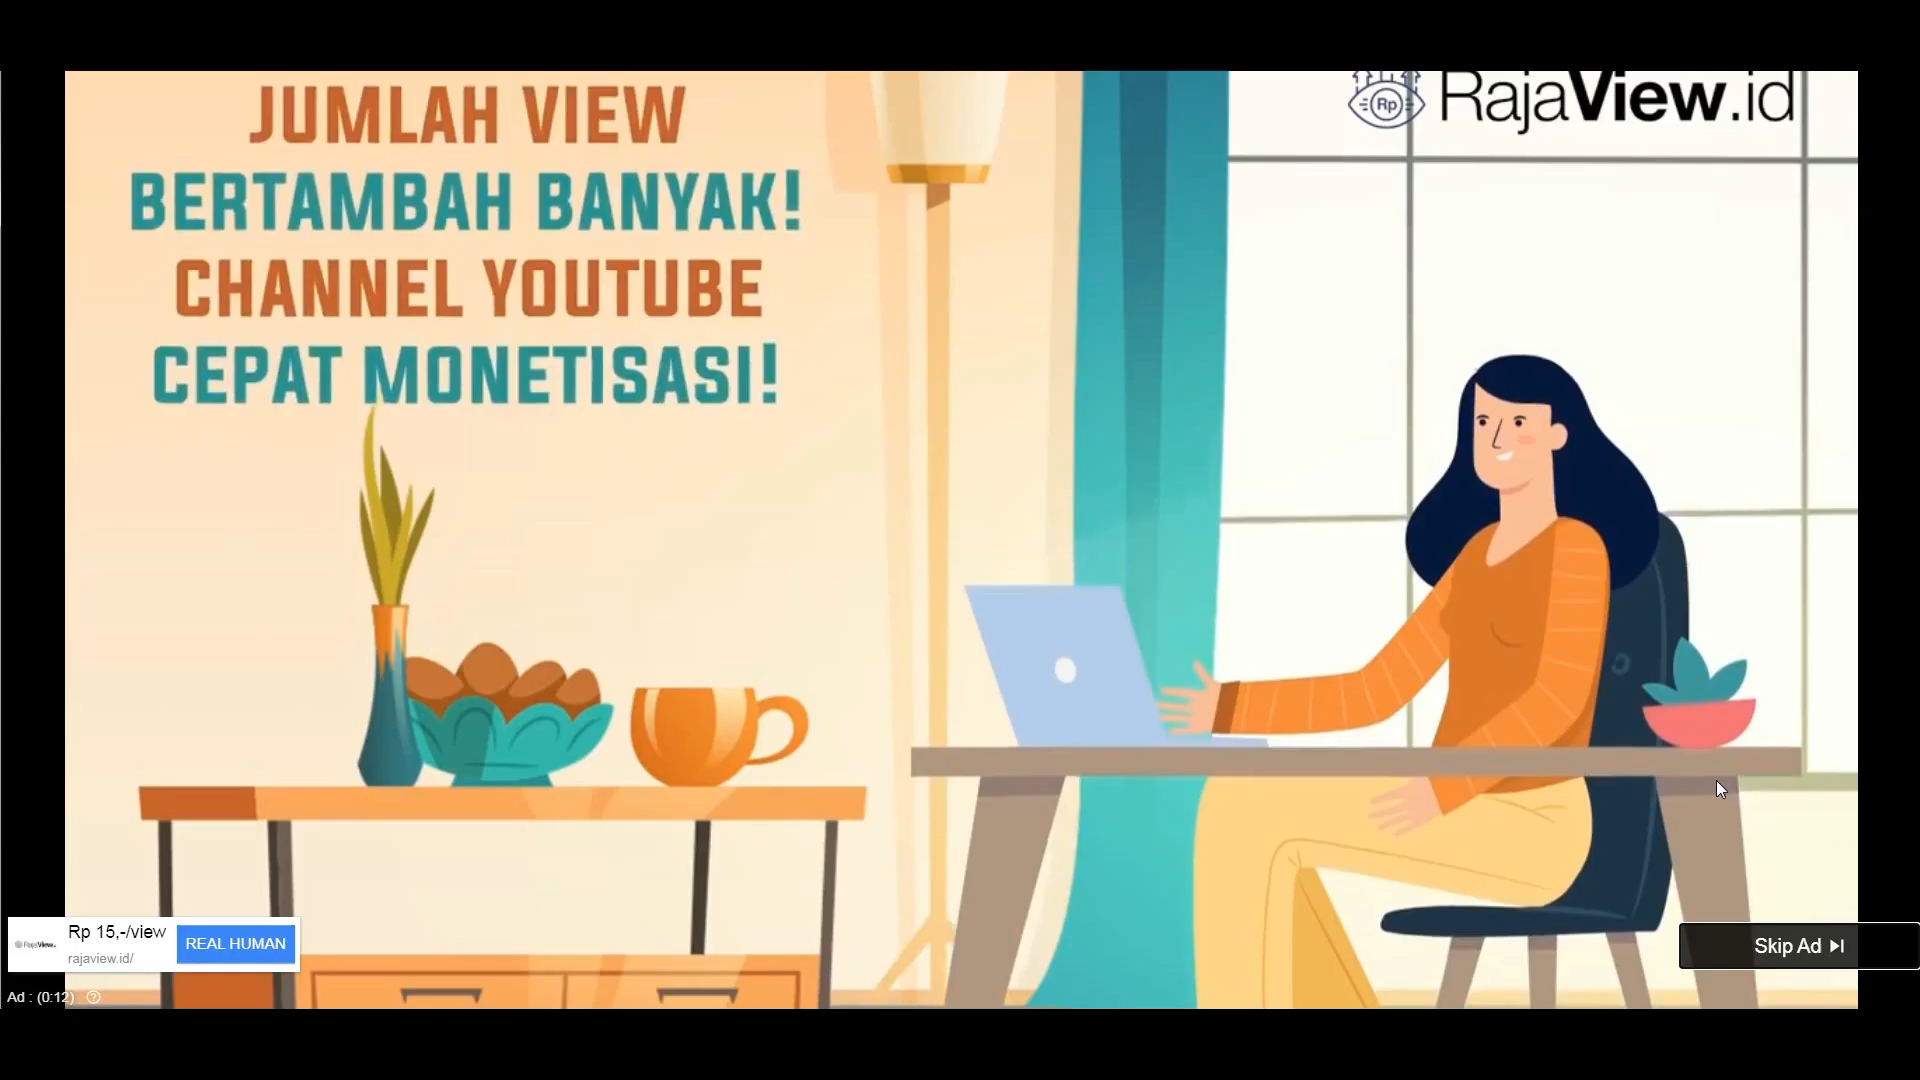 JUMLAH VIEW
BERTAMBAH BANYAK!
CHANNEL YOUTUBE
CEPAT MONETISASI!
Rp
RajaView.id
RajaView.
Rp 15,-/view
rajaview.id/
REAL HUMAN
Skip Ad
Ad : (0:12)